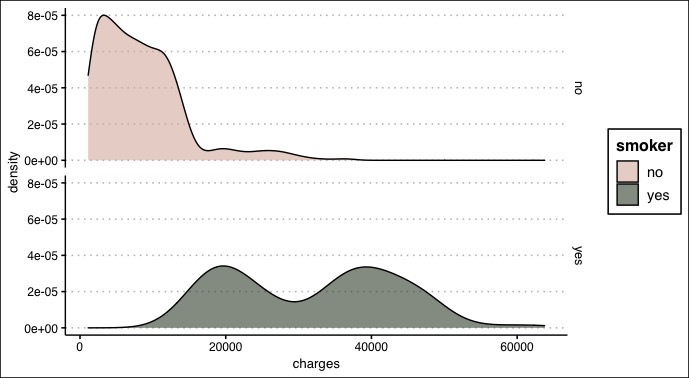 8e-05
6e-05
4e-05
2e-05
0e+00
no
8e-05
6e-05
4e-05
2e-05
0e+00
yes
density
0
20000
40000
60000
charges
smoker
no
yes